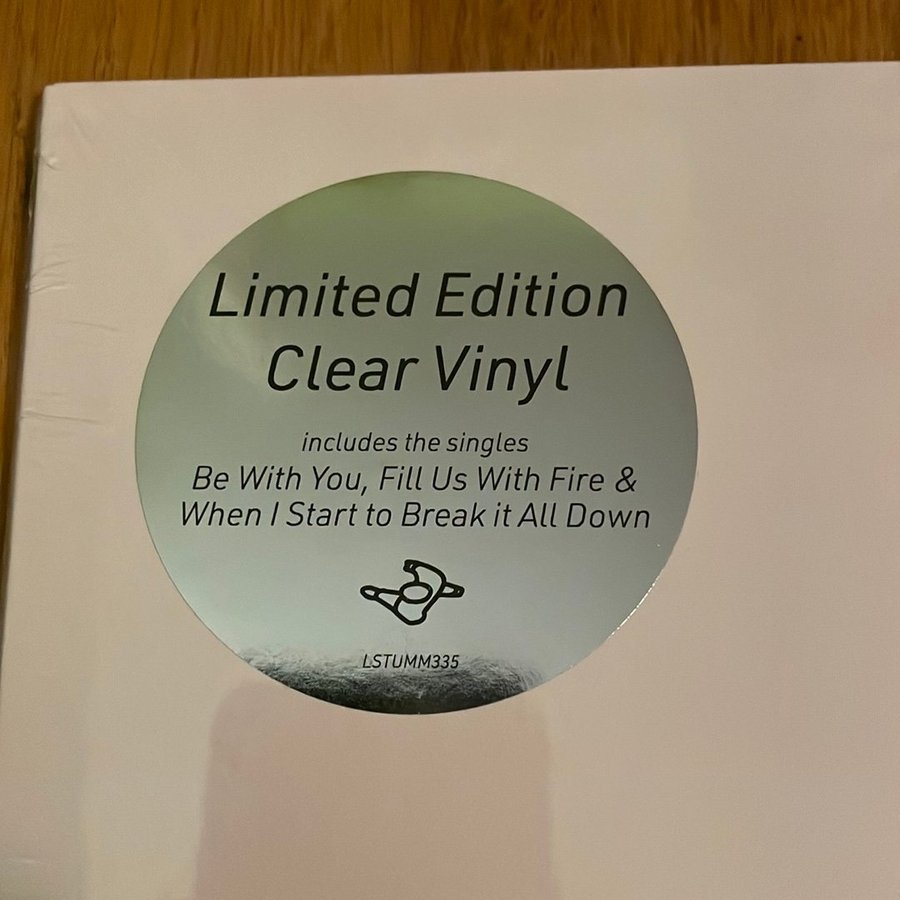 Limited Edition
Clear Vinyl
includes the singles
Be With You, Fill Us With Fire &
When I Start to Break it All Down
LSTUMM335